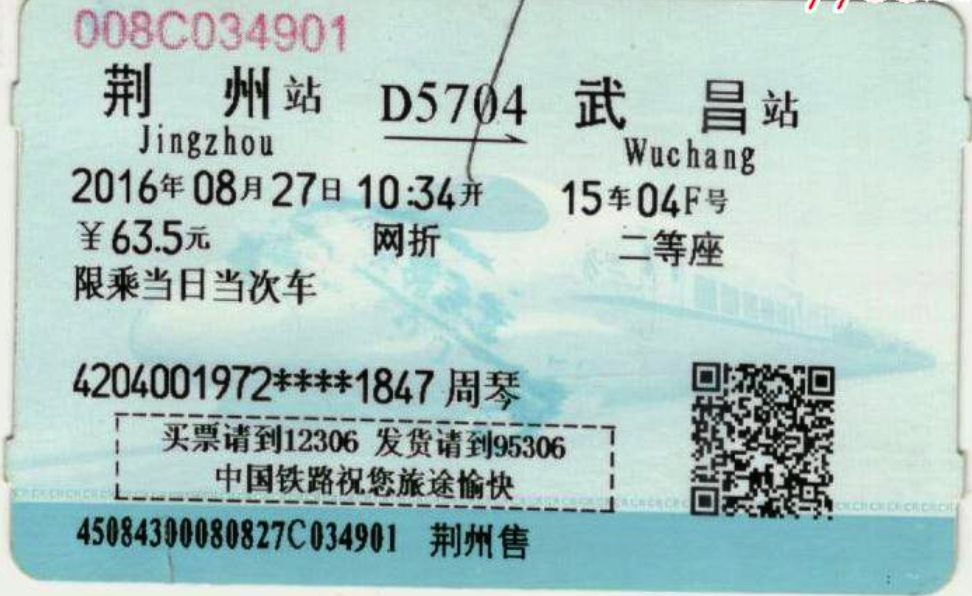 008C034901
荆州站 D5704 武昌站
Jingzhou Wuchang
2016年08月27日 10:34开 15车04F号
￥63.5元 网折 二等座
限乘当日当次车
4204001972****1847 周琴
买票请到12306 发货请到95306
中国铁路祝您旅途愉快
45084300080827C034901 荆州售